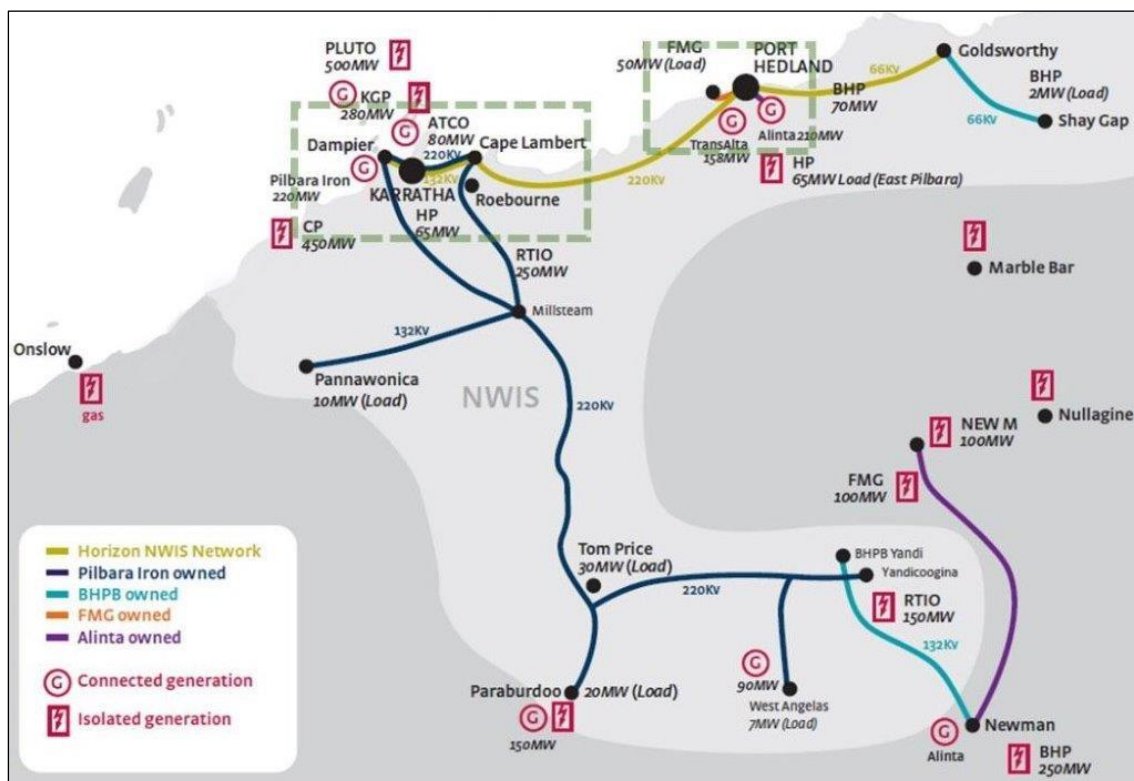 PLUTO
500MW
KGP
280MW
ATCO
80MW
Dampier
220Kv
Cape Lambert
132Kv
Pilbara Iron
220MW
KARRATHA
HP
65MW
Roebourne
CP
450MW
RTIO
250MW
FMG
50MW (Load)
PORT
HEDLAND
66Kv
Goldsworthy
BHP
70MW
BHP
2MW (Load)
66Kv
Shay Gap
TransAlta
158MW
Alinta 210MW
220Kv
HP
65MW Load (East Pilbara)
Marble Bar
Millsteam
132Kv
Onslow
gas
Pannawonica
10MW (Load)
NWIS
220Kv
Nullagine
NEW M
100MW
FMG
100MW
Tom Price
30MW (Load)
BHPB Yandi
Yandicoogina
220Kv
RTIO
150MW
132Kv
Paraburdoo
20MW (Load)
G
150MW
G
90MW
West Angelas
7MW (Load)
Newman
G
Alinta
BHP
250MW
Horizon NWIS Network
Pilbara Iron owned
BHPB owned
FMG owned
Alinta owned
G Connected generation
Isolated generation